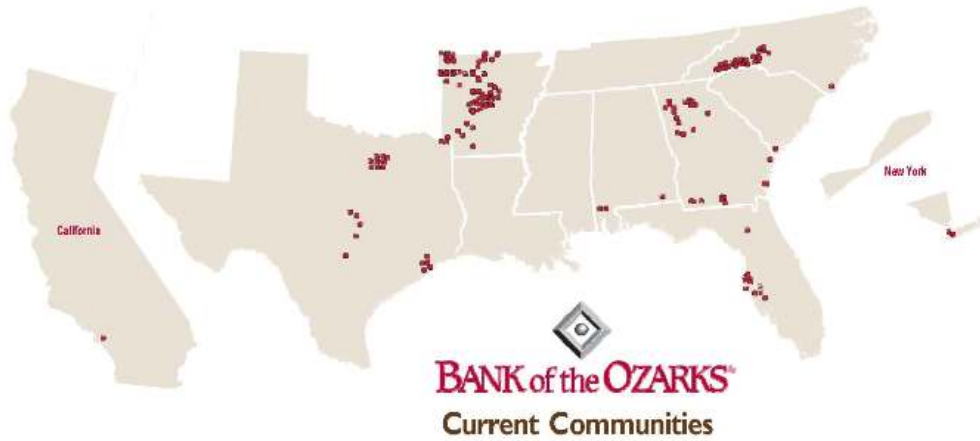 California
New York
BANK of the OZARKS
Current Communities